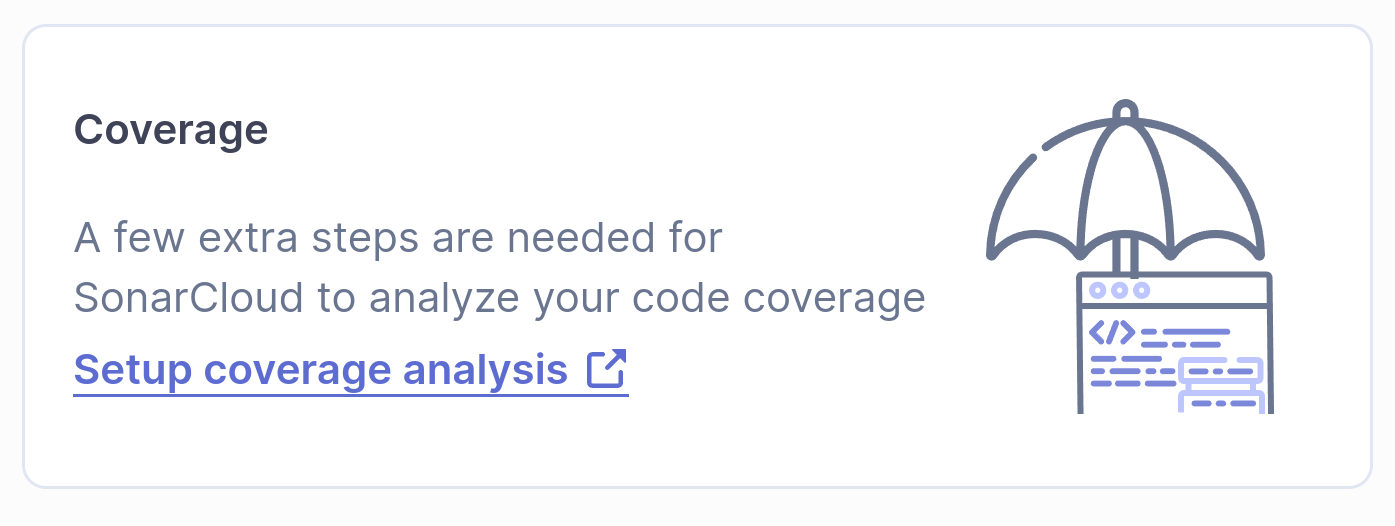 Coverage
A few extra steps are needed for
SonarCloud to analyze your code coverage
Setup coverage analysis